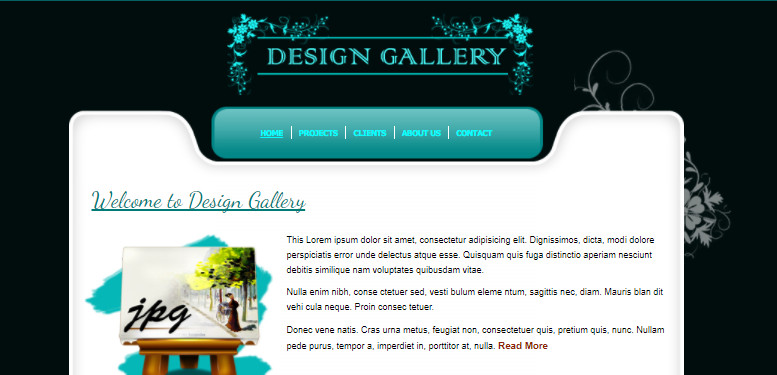 DESIGN GALLERY
HOME PROJECTS CLIENTS ABOUT US CONTACT
Welcome to Design Gallery
jpg
This Lorem ipsum dolor sit amet, consectetur adipisicing elit. Dignissimos, dicta, modi dolore
perspiciatis error unde delectus atque esse. Quisquam quis fuga distinctio aperiam nesciunt
debitis similique nam voluptates quibusdam vitae.
Nulla enim nibh, conse ctetuer sed, vesti bulum eleme ntum, sagittis nec, diam. Mauris blan dit
vehi cula neque. Proin consec tetuer.
Donec vene natis. Cras urna metus, feugiat non, consectetuer quis, pretium quis, nunc. Nullam
pede purus, tempor a, imperdiet in, porttitor at, nulla. Read More